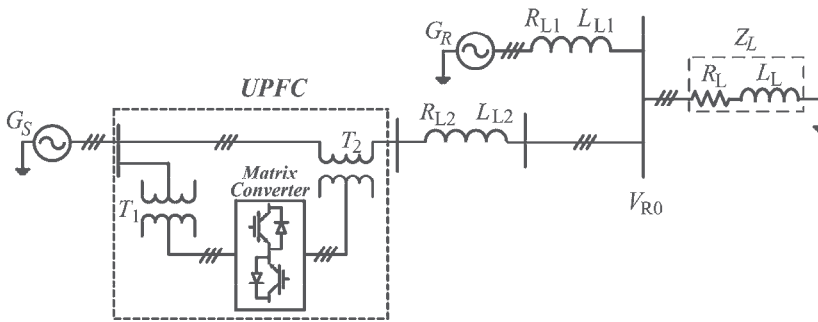 G_R
R_L1 L_L1
Z_L
R_L L_L
UPFC
G_S
T_2
R_L2 L_L2
Matrix
Converter
T_1
V_R0